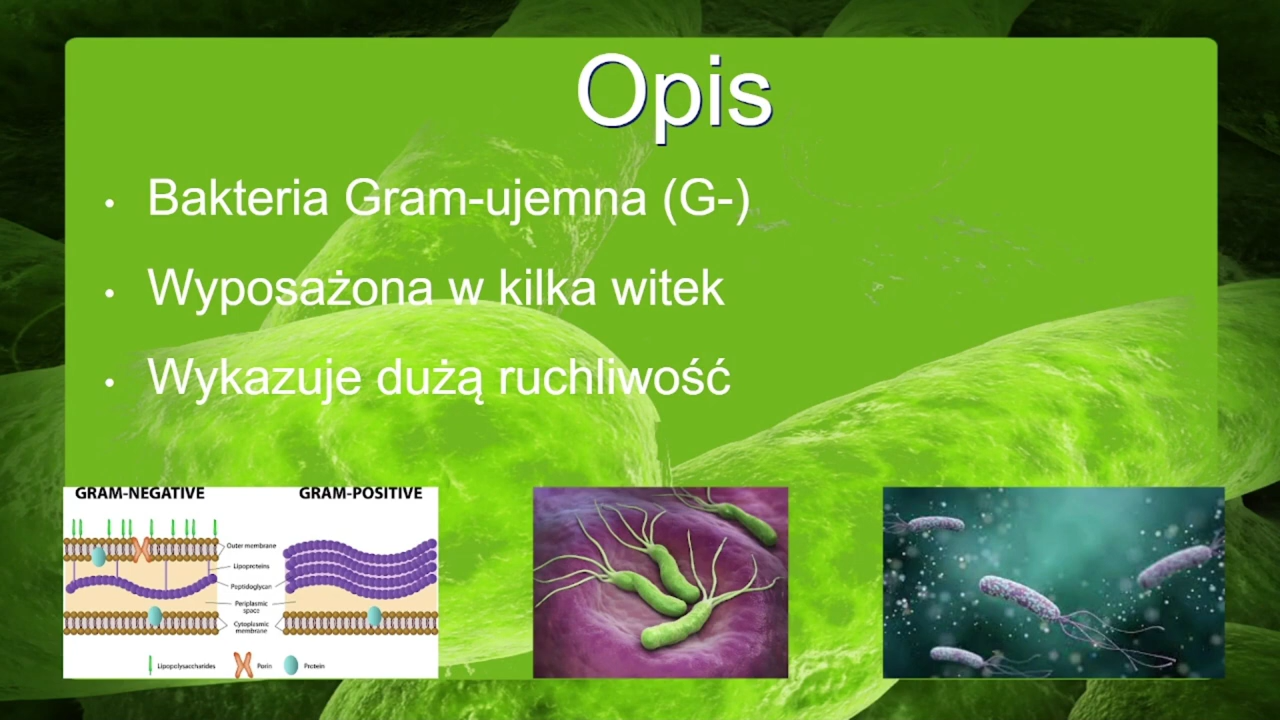 Opis
• Bakteria Gram-ujemna (G-)
• Wyposażona w kilka witek
• Wykazuje dużą ruchliwość
GRAM-NEGATIVE GRAM-POSITIVE
Outer membrane
Lipoproteins
Peptidoglycan
Periplasmic
space
Cytoplasmic
membrane
Lipopolysaccharides Porin Protein